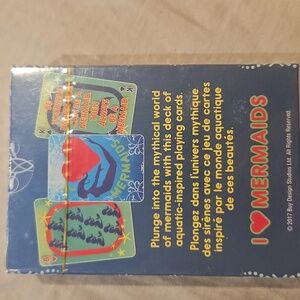 MERMAIDS
Plunge into the mythical world
of mermaids with this deck of
aquatic-inspired playing cards.
Plongez dans l'univers mythique
des sirènes avec ce jeu de cartes
inspiré par le monde aquatique
de ces beautés.
I ♥ MERMAIDS
© 2017 Buy Design Studios Ltd. All Rights Reserved.